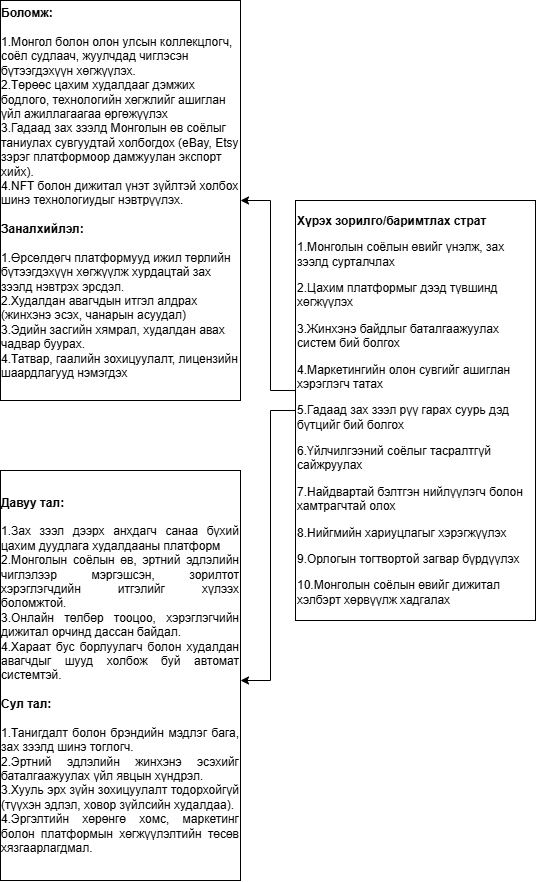 Боломж:
1.Монгол болон олон улсын коллекцлогч,
соёл судлаач, жуулчдад чиглэсэн
бүтээгдэхүүн хөгжүүлэх.
2.Төрөөс цахим худалдааг дэмжих
бодлого, технологийн хөгжлийг ашиглан
үйл ажиллагаагаа өргөжүүлэх
3.Гадаад зах зээлд Монголын өв соёлыг
таниулах сувгуудтай холбогдох (eBay, Etsy
зэрэг платформоор дамжуулан экспорт
хийх).
4.NFT болон дижитал үнэт зүйлтэй холбох
шинэ технологиудыг нэвтрүүлэх.
Заналхийлэл:
1.Өрсөлдөгч платформууд ижил төрлийн
бүтээгдэхүүн хөгжүүлж хурдацтай зах
зээлд нэвтрэх эрсдэл.
2.Худалдан авагчдын итгэл алдрах
(жинхэнэ эсэх, чанарын асуудал)
3.Эдийн засгийн хямрал, худалдан авах
чадвар буурах.
4.Татвар, гаалийн зохицуулалт, лицензийн
шаардлагууд нэмэгдэх
Хүрэх зорилго/баримтлах страт
1.Монголын соёлын өвийг үнэлж, зах
зээлд сурталчлах
2.Цахим платформыг дээд түвшинд
хөгжүүлэх
3.Жинхэнэ байдлыг баталгаажуулах
систем бий болгох
4.Маркетингийн олон сувгийг ашиглан
хэрэглэгч татах
5.Гадаад зах зээл рүү гарах суурь дэд
бүтцийг бий болгох
6.Үйлчилгээний соёлыг тасралтгүй
сайжруулах
7.Найдвартай бэлтгэн нийлүүлэгч болон
хамтрагчтай олох
8.Нийгмийн хариуцлагыг хэрэгжүүлэх
9.Орлогын тогтвортой загвар бүрдүүлэх
10.Монголын соёлын өвийг дижитал
хэлбэрт хөрвүүлж хадгалах
Давуу тал:
1.Зах зээл дээрх анхдагч санаа бүхий
цахим дуудлага худалдааны платформ
2.Монголын соёлын өв, эртний эдлэлийн
чиглэлээр мэргэшсэн, зорилтот
хэрэглэгчдийн итгэлийг хүлээх
боломжтой.
3.Онлайн төлбөр тооцоо, хэрэглэгчийн
дижитал орчинд дассан байдал.
4.Хараат бус борлуулагч болон худалдан
авагчдыг шууд холбож буй автомат
системтэй.
Сул тал:
1.Танигдалт болон брэндийн мэдлэг бага,
зах зээлд шинэ тоглогч.
2.Эртний эдлэлийн жинхэнэ эсэхийг
баталгаажуулах үйл явцын хүндрэл.
3.Хууль эрх зүйн зохицуулалт тодорхойгүй
(түүхэн эдлэл, ховор зүйлсийн худалдаа).
4.Эргэлтийн хөрөнгө хомс, маркетинг
болон платформын хөгжүүлэлтийн төсөв
хязгаарлагдмал.